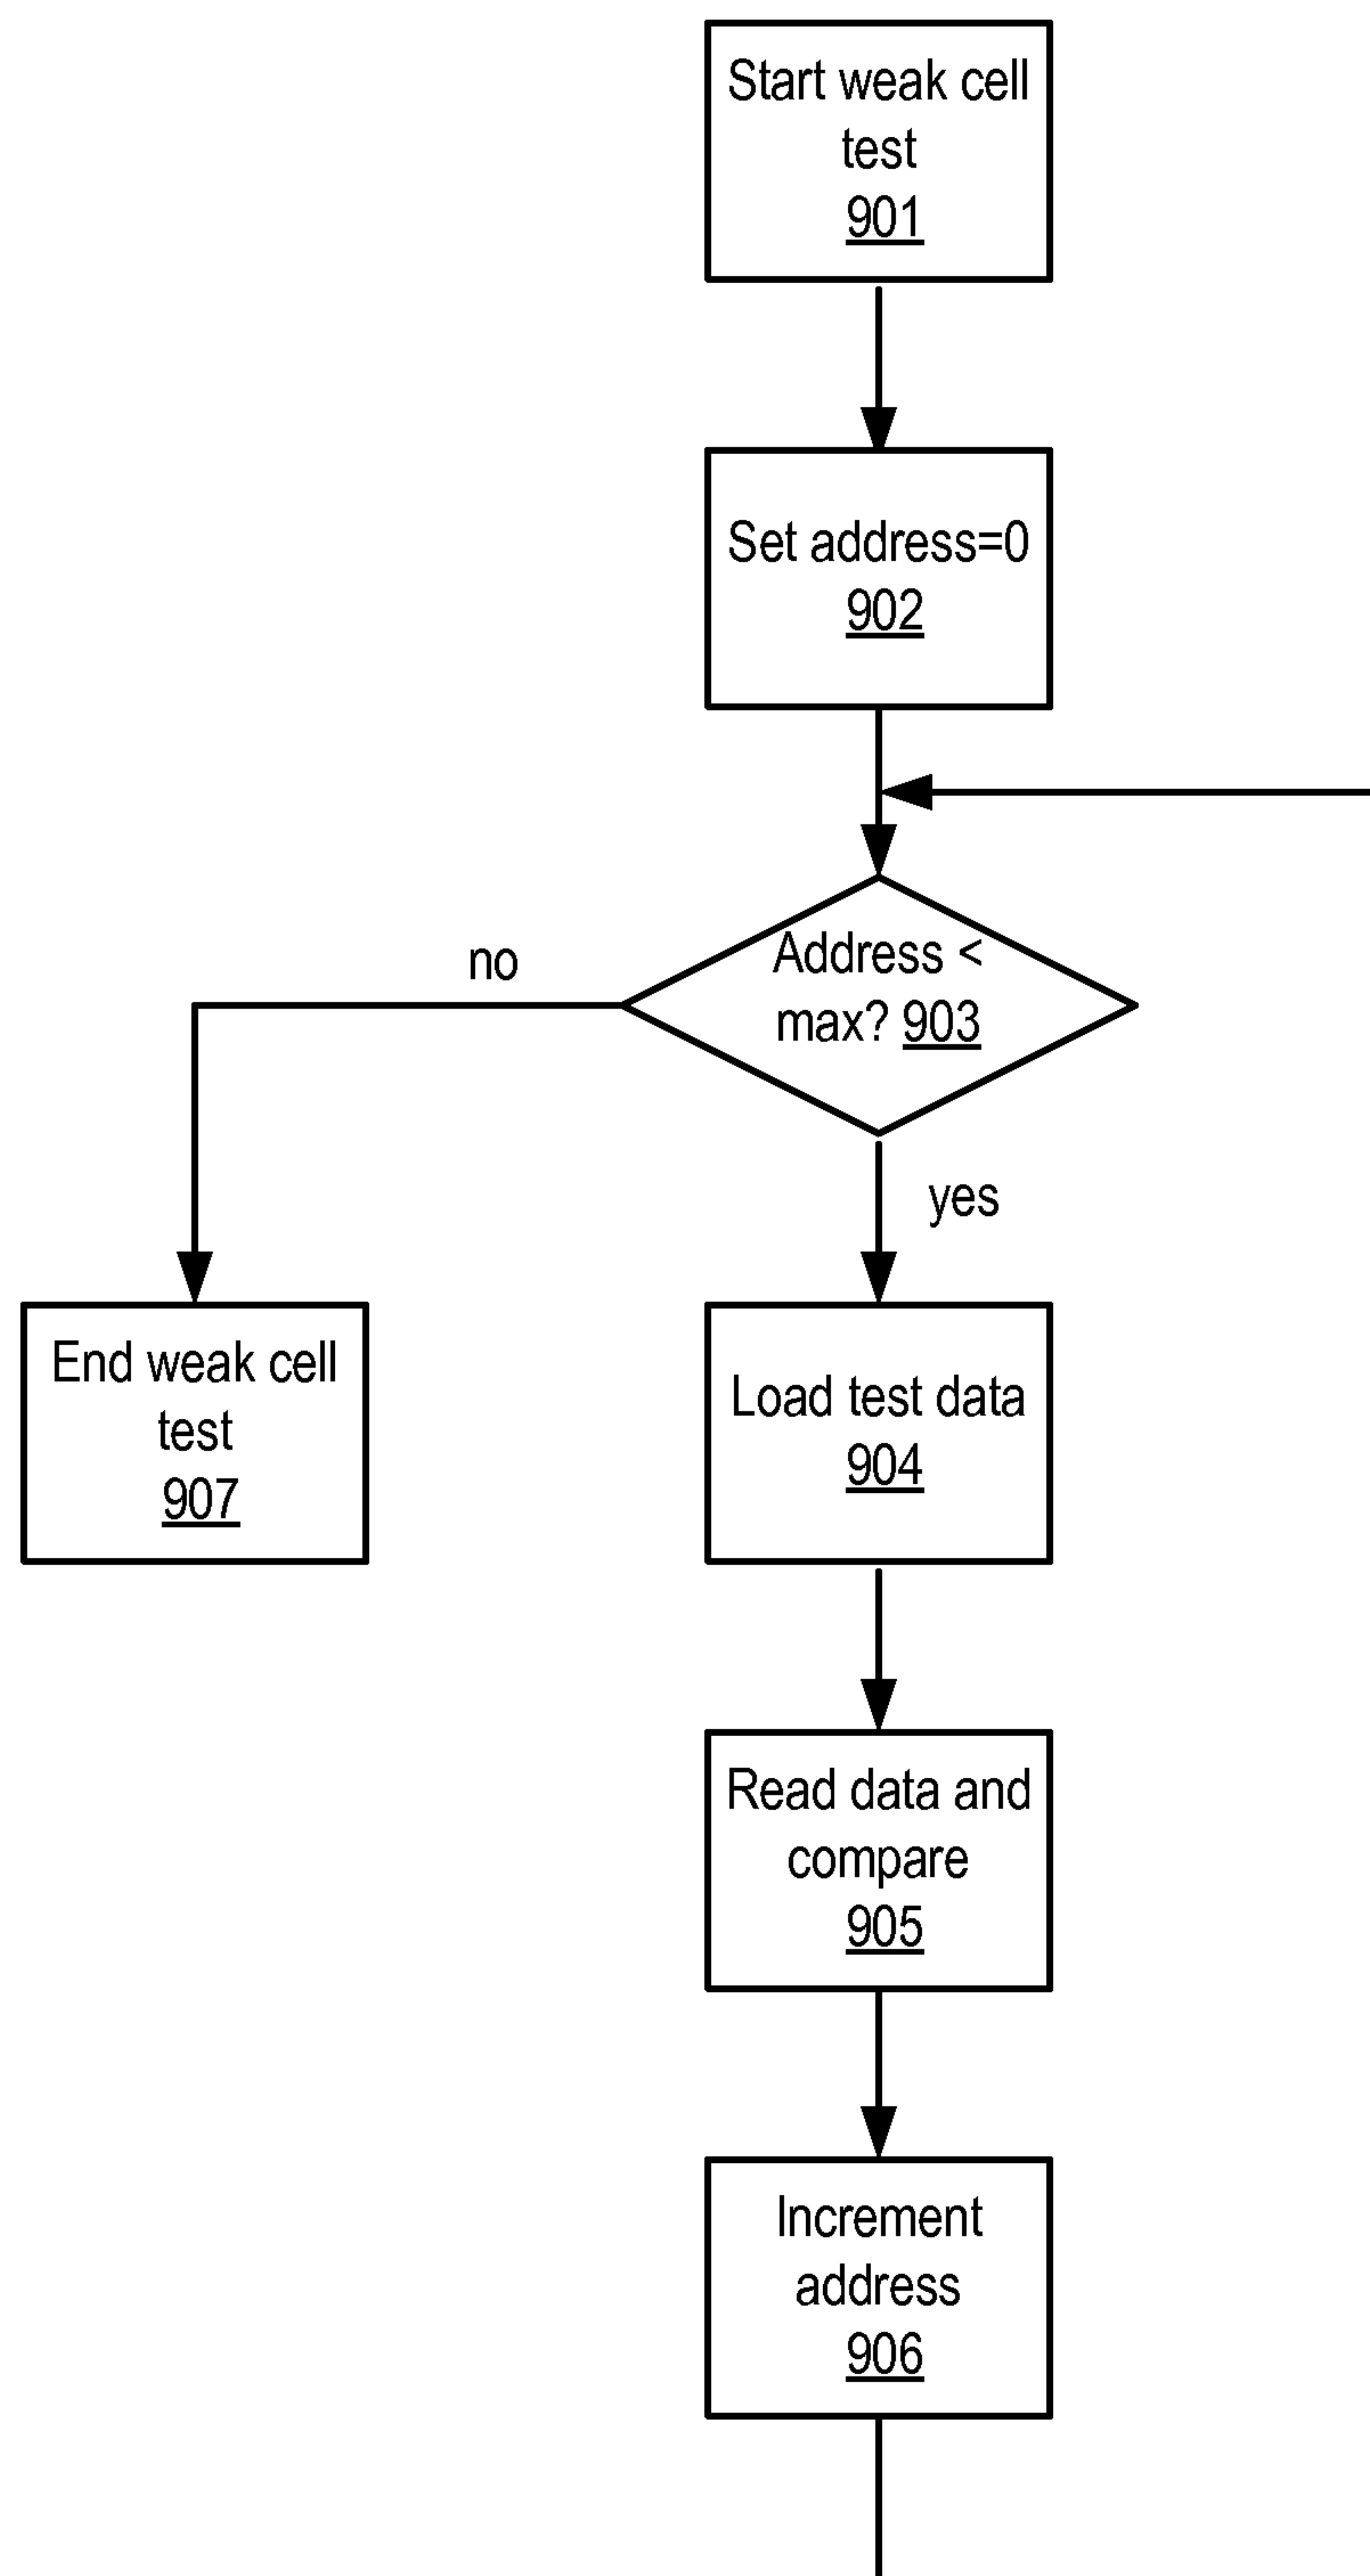 Start weak cell
test
901
Set address=0
902
no
Address <
max? 903
yes
End weak cell
test
907
Load test data
904
Read data and
compare
905
Increment
address
906